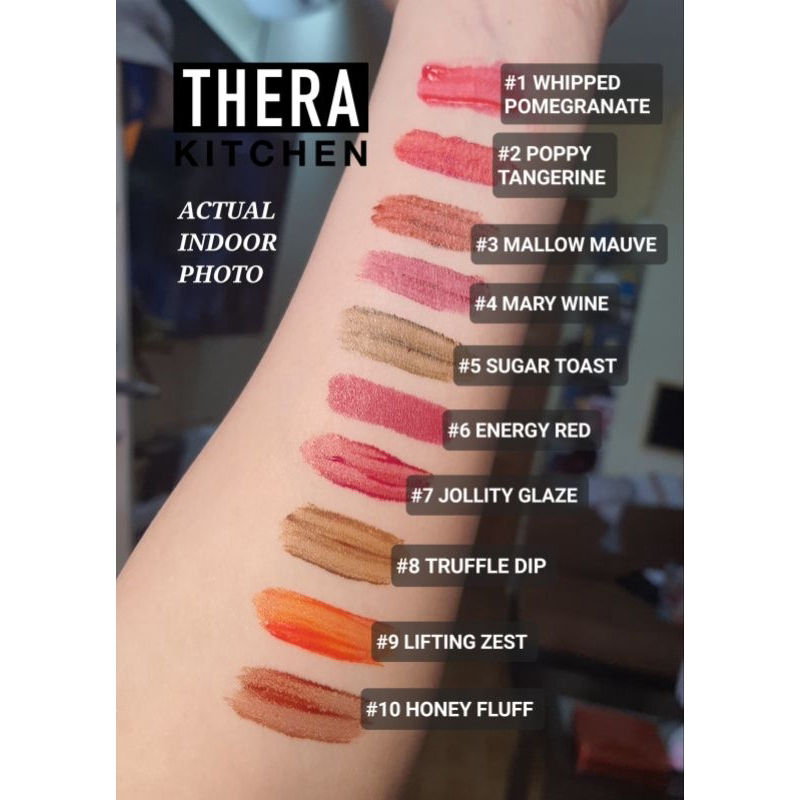 THERA
KITCHEN
ACTUAL
INDOOR
PHOTO
#1 WHIPPED
POMEGRANATE
#2 POPPY
TANGERINE
#3 MALLOW MAUVE
#4 MARY WINE
#5 SUGAR TOAST
#6 ENERGY RED
#7 JOLLITY GLAZE
#8 TRUFFLE DIP
#9 LIFTING ZEST
#10 HONEY FLUFF